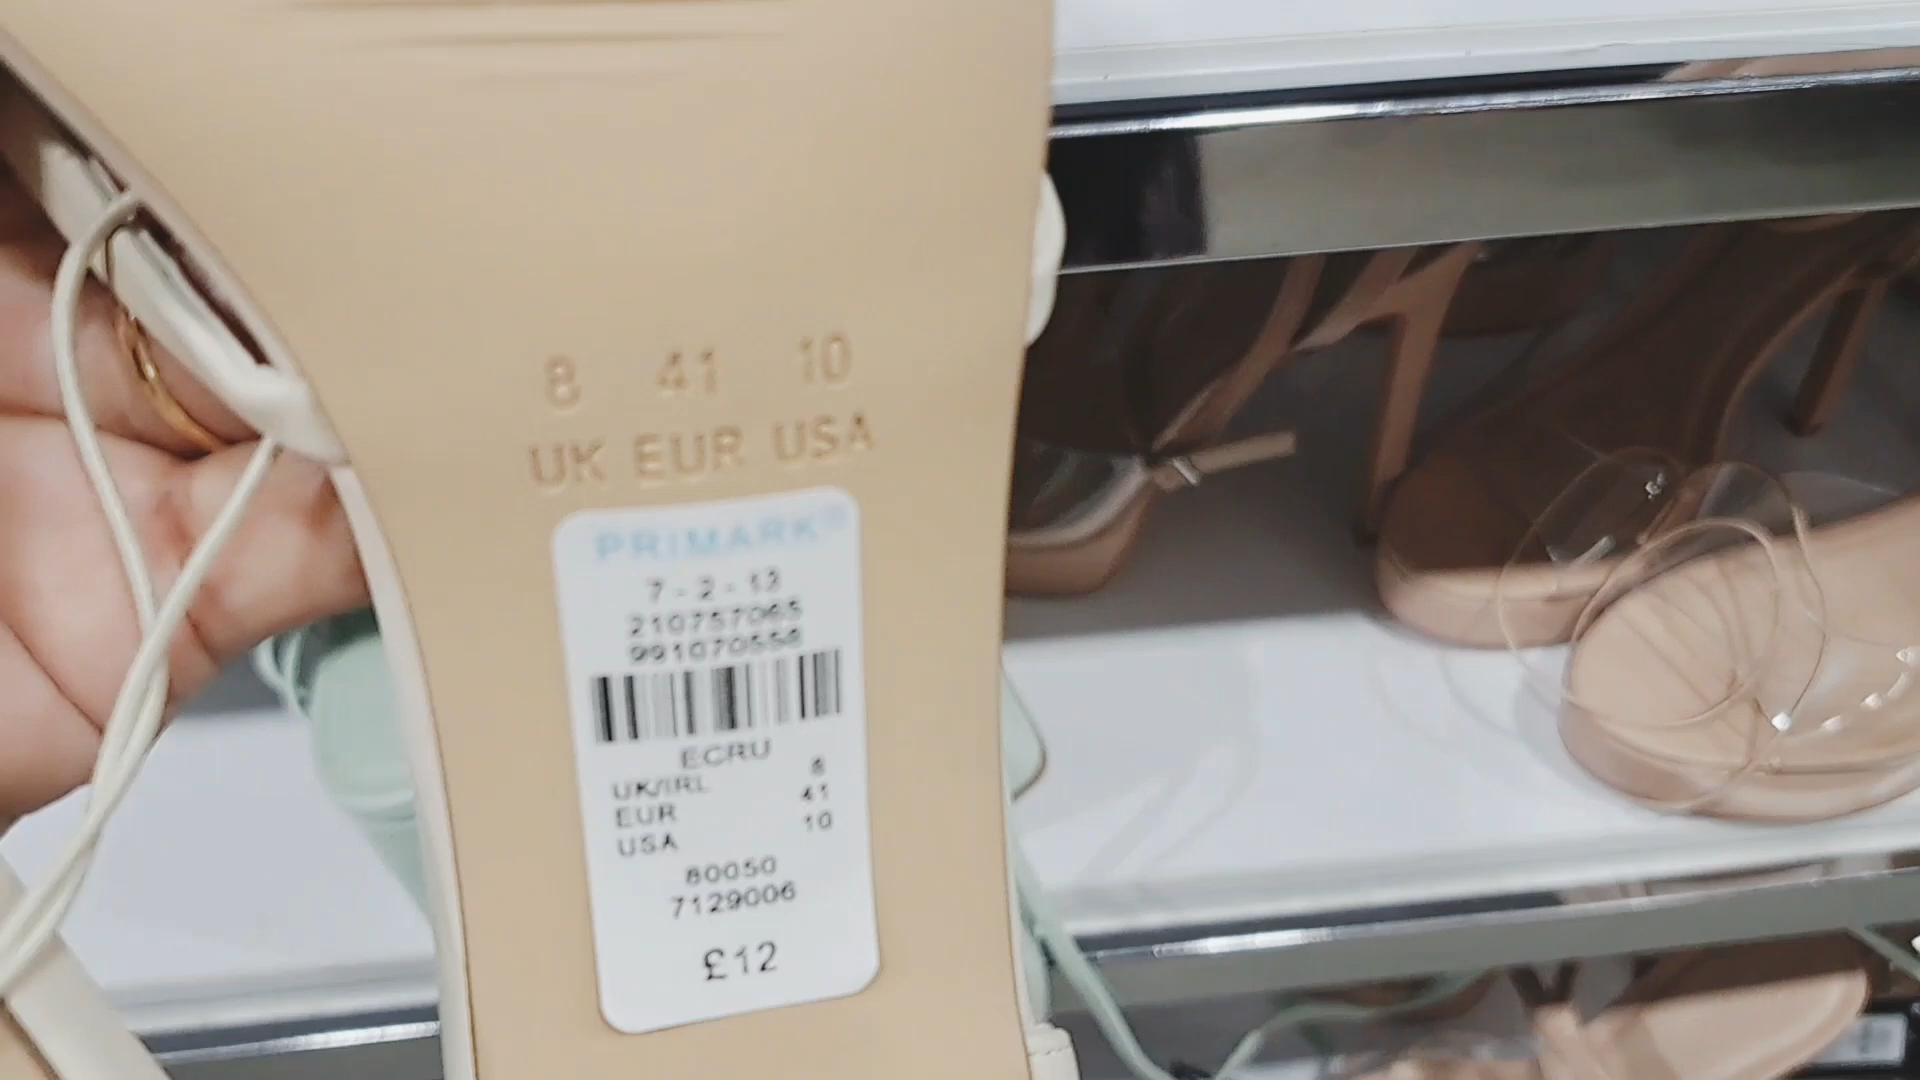 8 41 10
UK EUR USA
PRIMARK®
7 - 2 - 13
210757065
991070558
ECRU
UK/IRL 8
EUR 41
USA 10
80050
7129006
£12